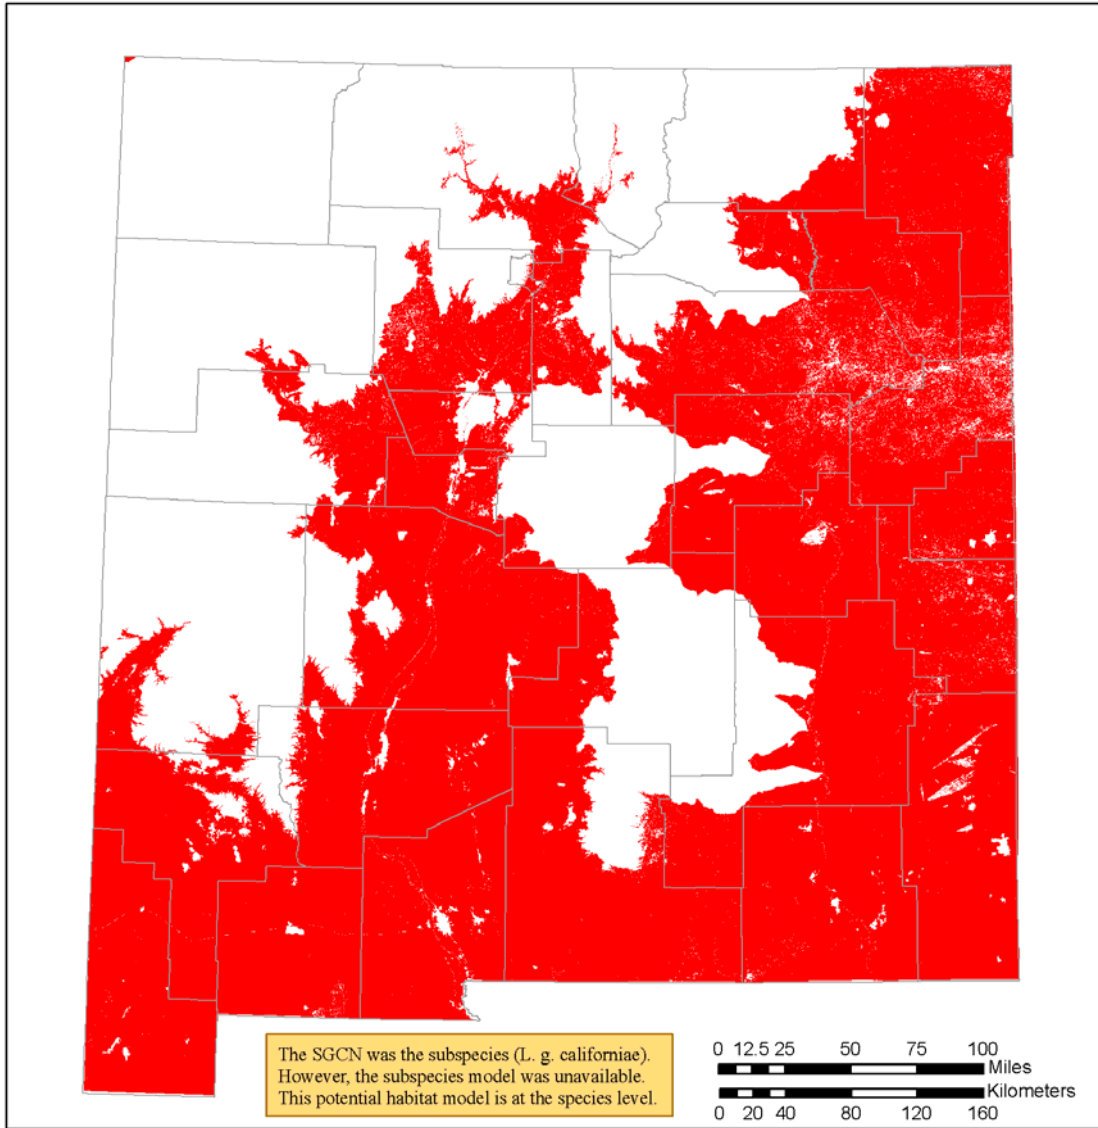 The SGCN was the subspecies (L. g. californiae).
However, the subspecies model was unavailable.
This potential habitat model is at the species level.
0 12.5 25 50 75 100
Miles
Kilometers
0 20 40 80 120 160